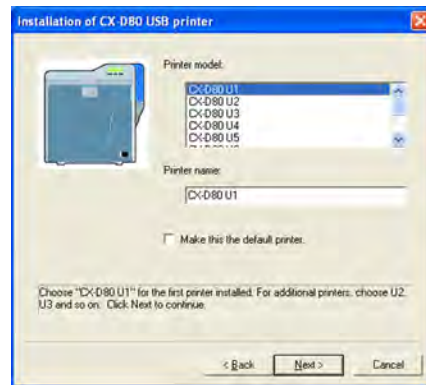 Installation of CX-D80 USB printer
Printer model:
CX-D80 U1
CX-D80 U2
CX-D80 U3
CX-D80 U4
CX-D80 U5
Printer name:
CX-D80 U1
Make this the default printer.
Choose "CX-D80 U1" for the first printer installed. For additional printers, choose U2,
U3 and so on. Click Next to continue.
< Back
Next >
Cancel